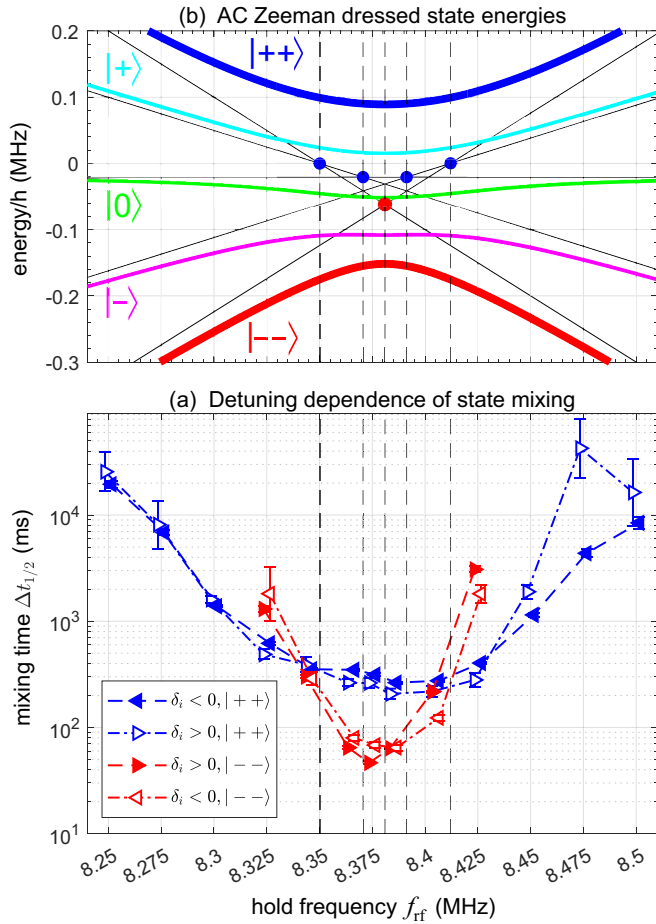 (b) AC Zeeman dressed state energies
energy/h (MHz)
0.2
0.1
0
-0.1
-0.2
-0.3
|++⟩
|+⟩
|0⟩
|-⟩
|--⟩
(a) Detuning dependence of state mixing
mixing time Δt1/2 (ms)
10^4
10^3
10^2
10^1
δi < 0, |++⟩
δi > 0, |++⟩
δi > 0, |--⟩
δi < 0, |--⟩
8.25 8.275 8.3 8.325 8.35 8.375 8.4 8.425 8.45 8.475 8.5
hold frequency frf (MHz)